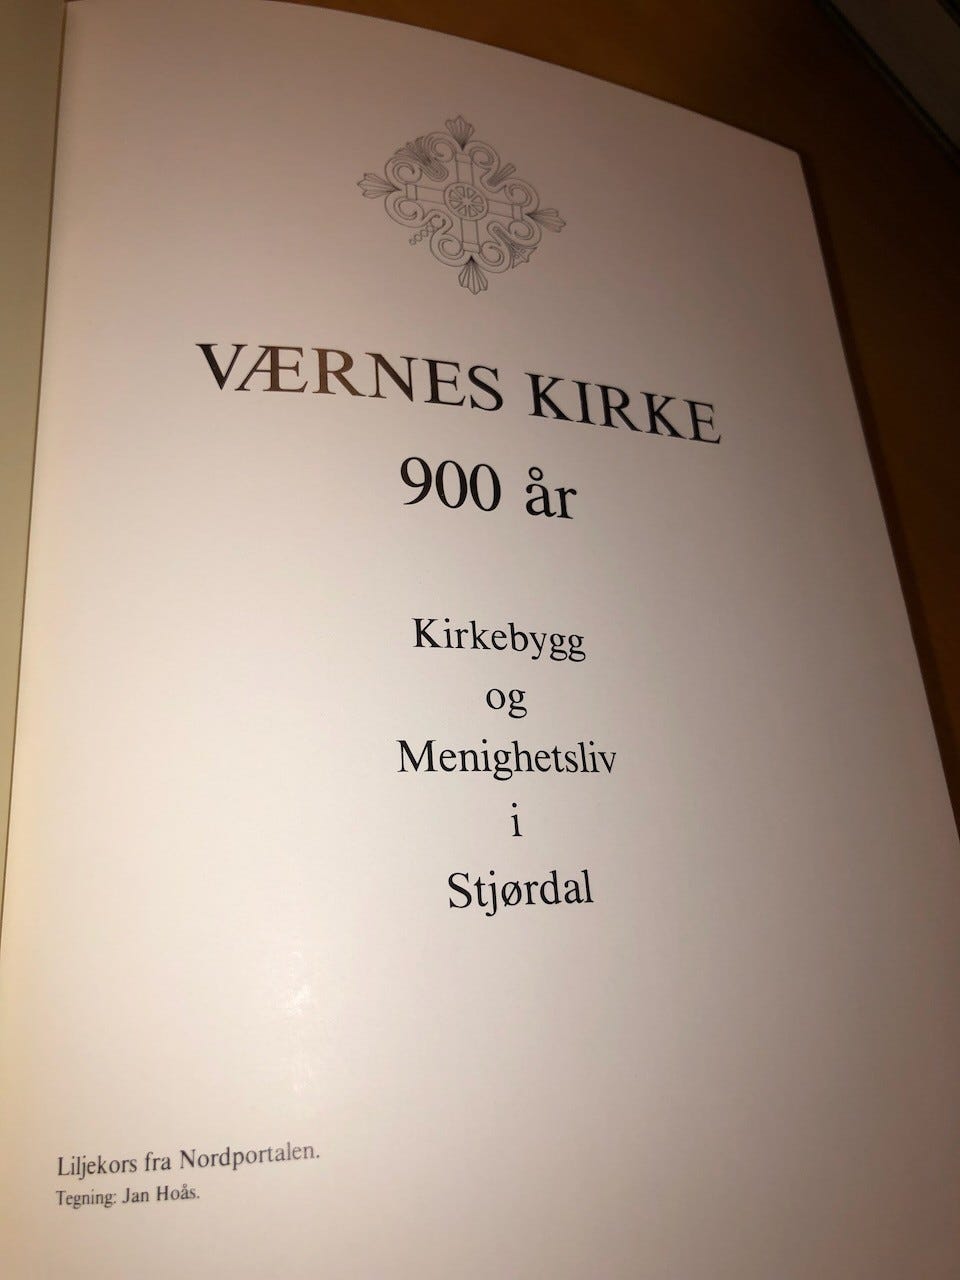 VÆRNES KIRKE
900 år
Kirkebygg
og
Menighetsliv
i
Stjørdal
Liljekors fra Nordportalen.
Tegning: Jan Hoås.